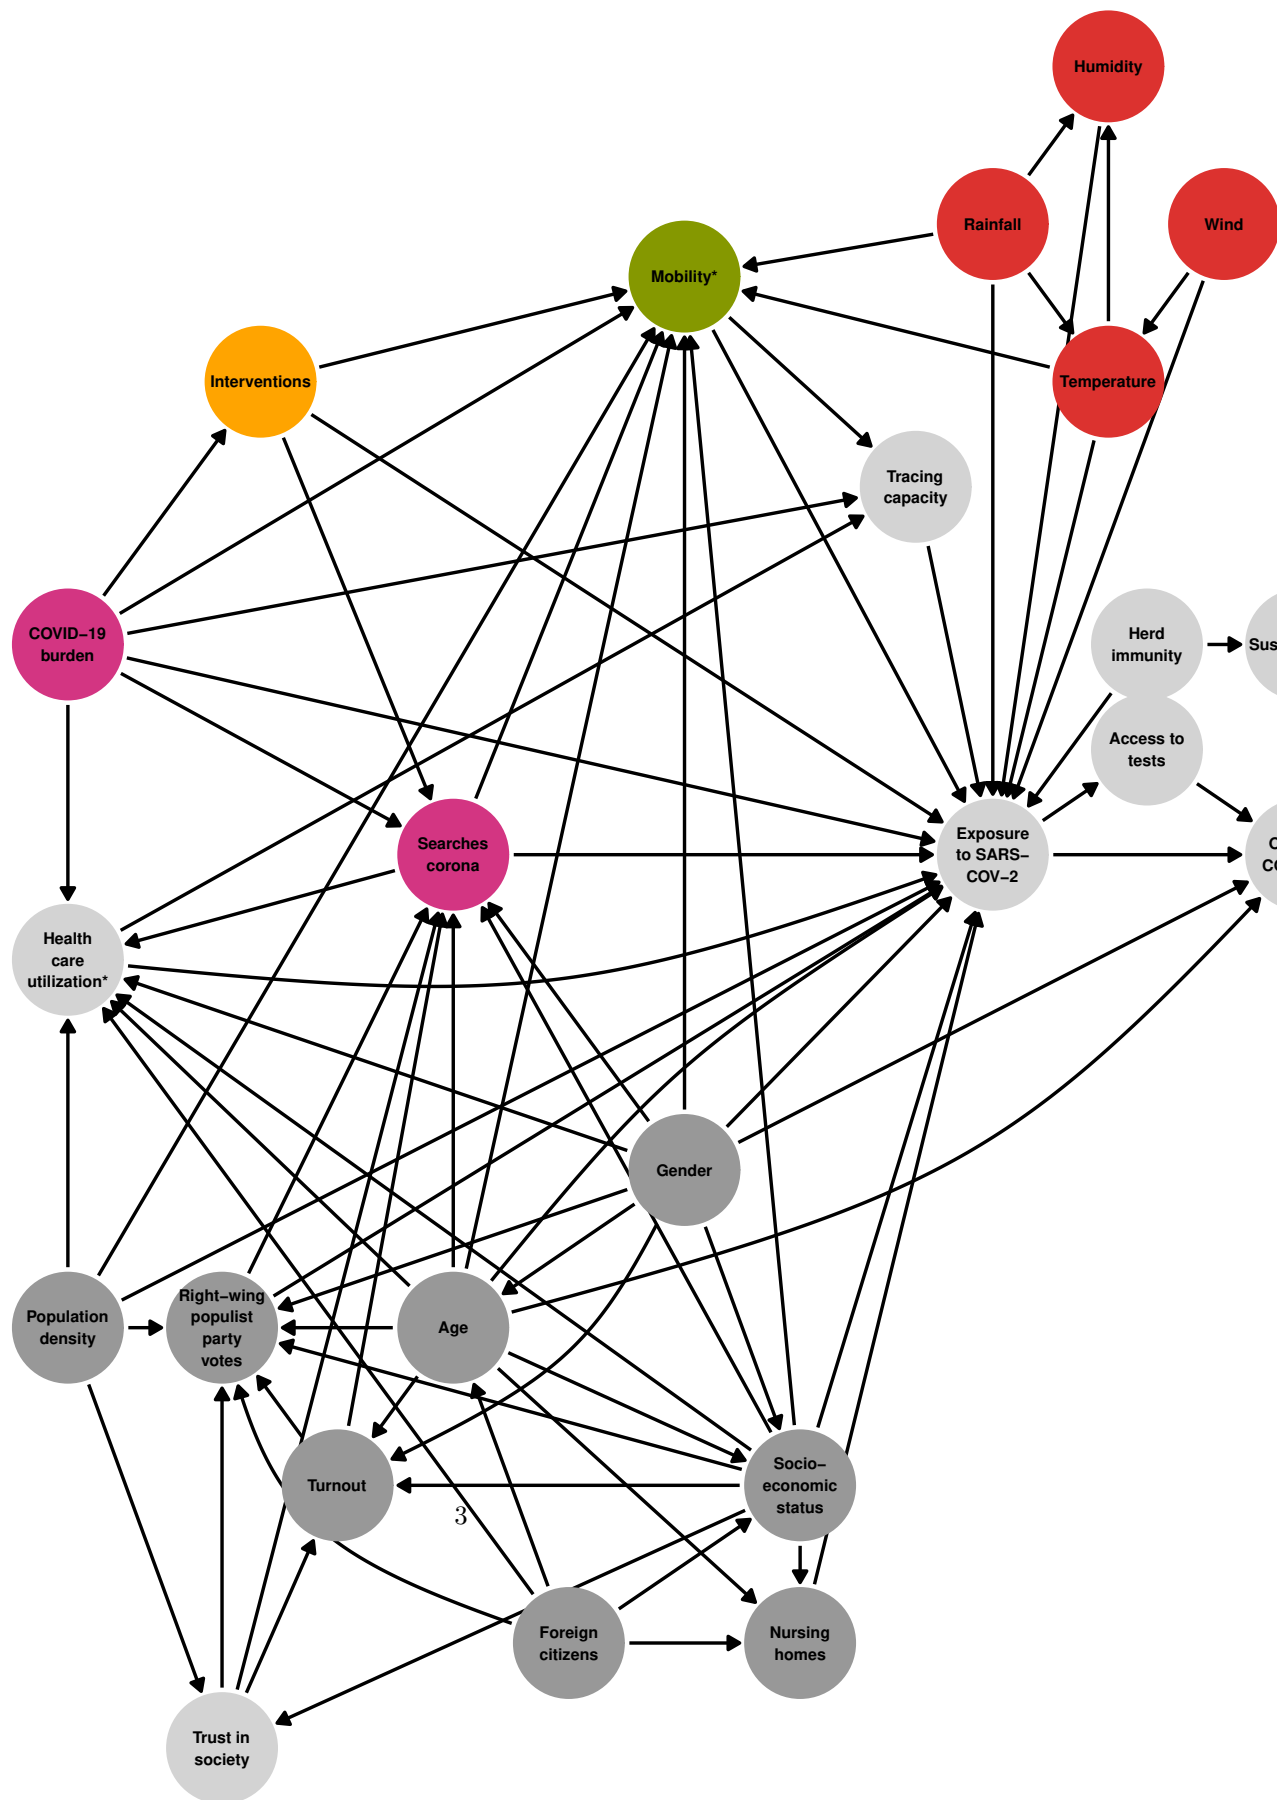 Humidity
Rainfall
Wind
Mobility*
Interventions
Temperature
Tracing
capacity
COVID−19
burden
Herd
immunity
Sus
Access to
tests
Searches
corona
Exposure
to SARS−
COV−2
Health
care
utilization*
Gender
Population
density
Right−wing
populist
party
votes
Age
Turnout
Socio−
economic
status
3
Foreign
citizens
Nursing
homes
Trust in
society